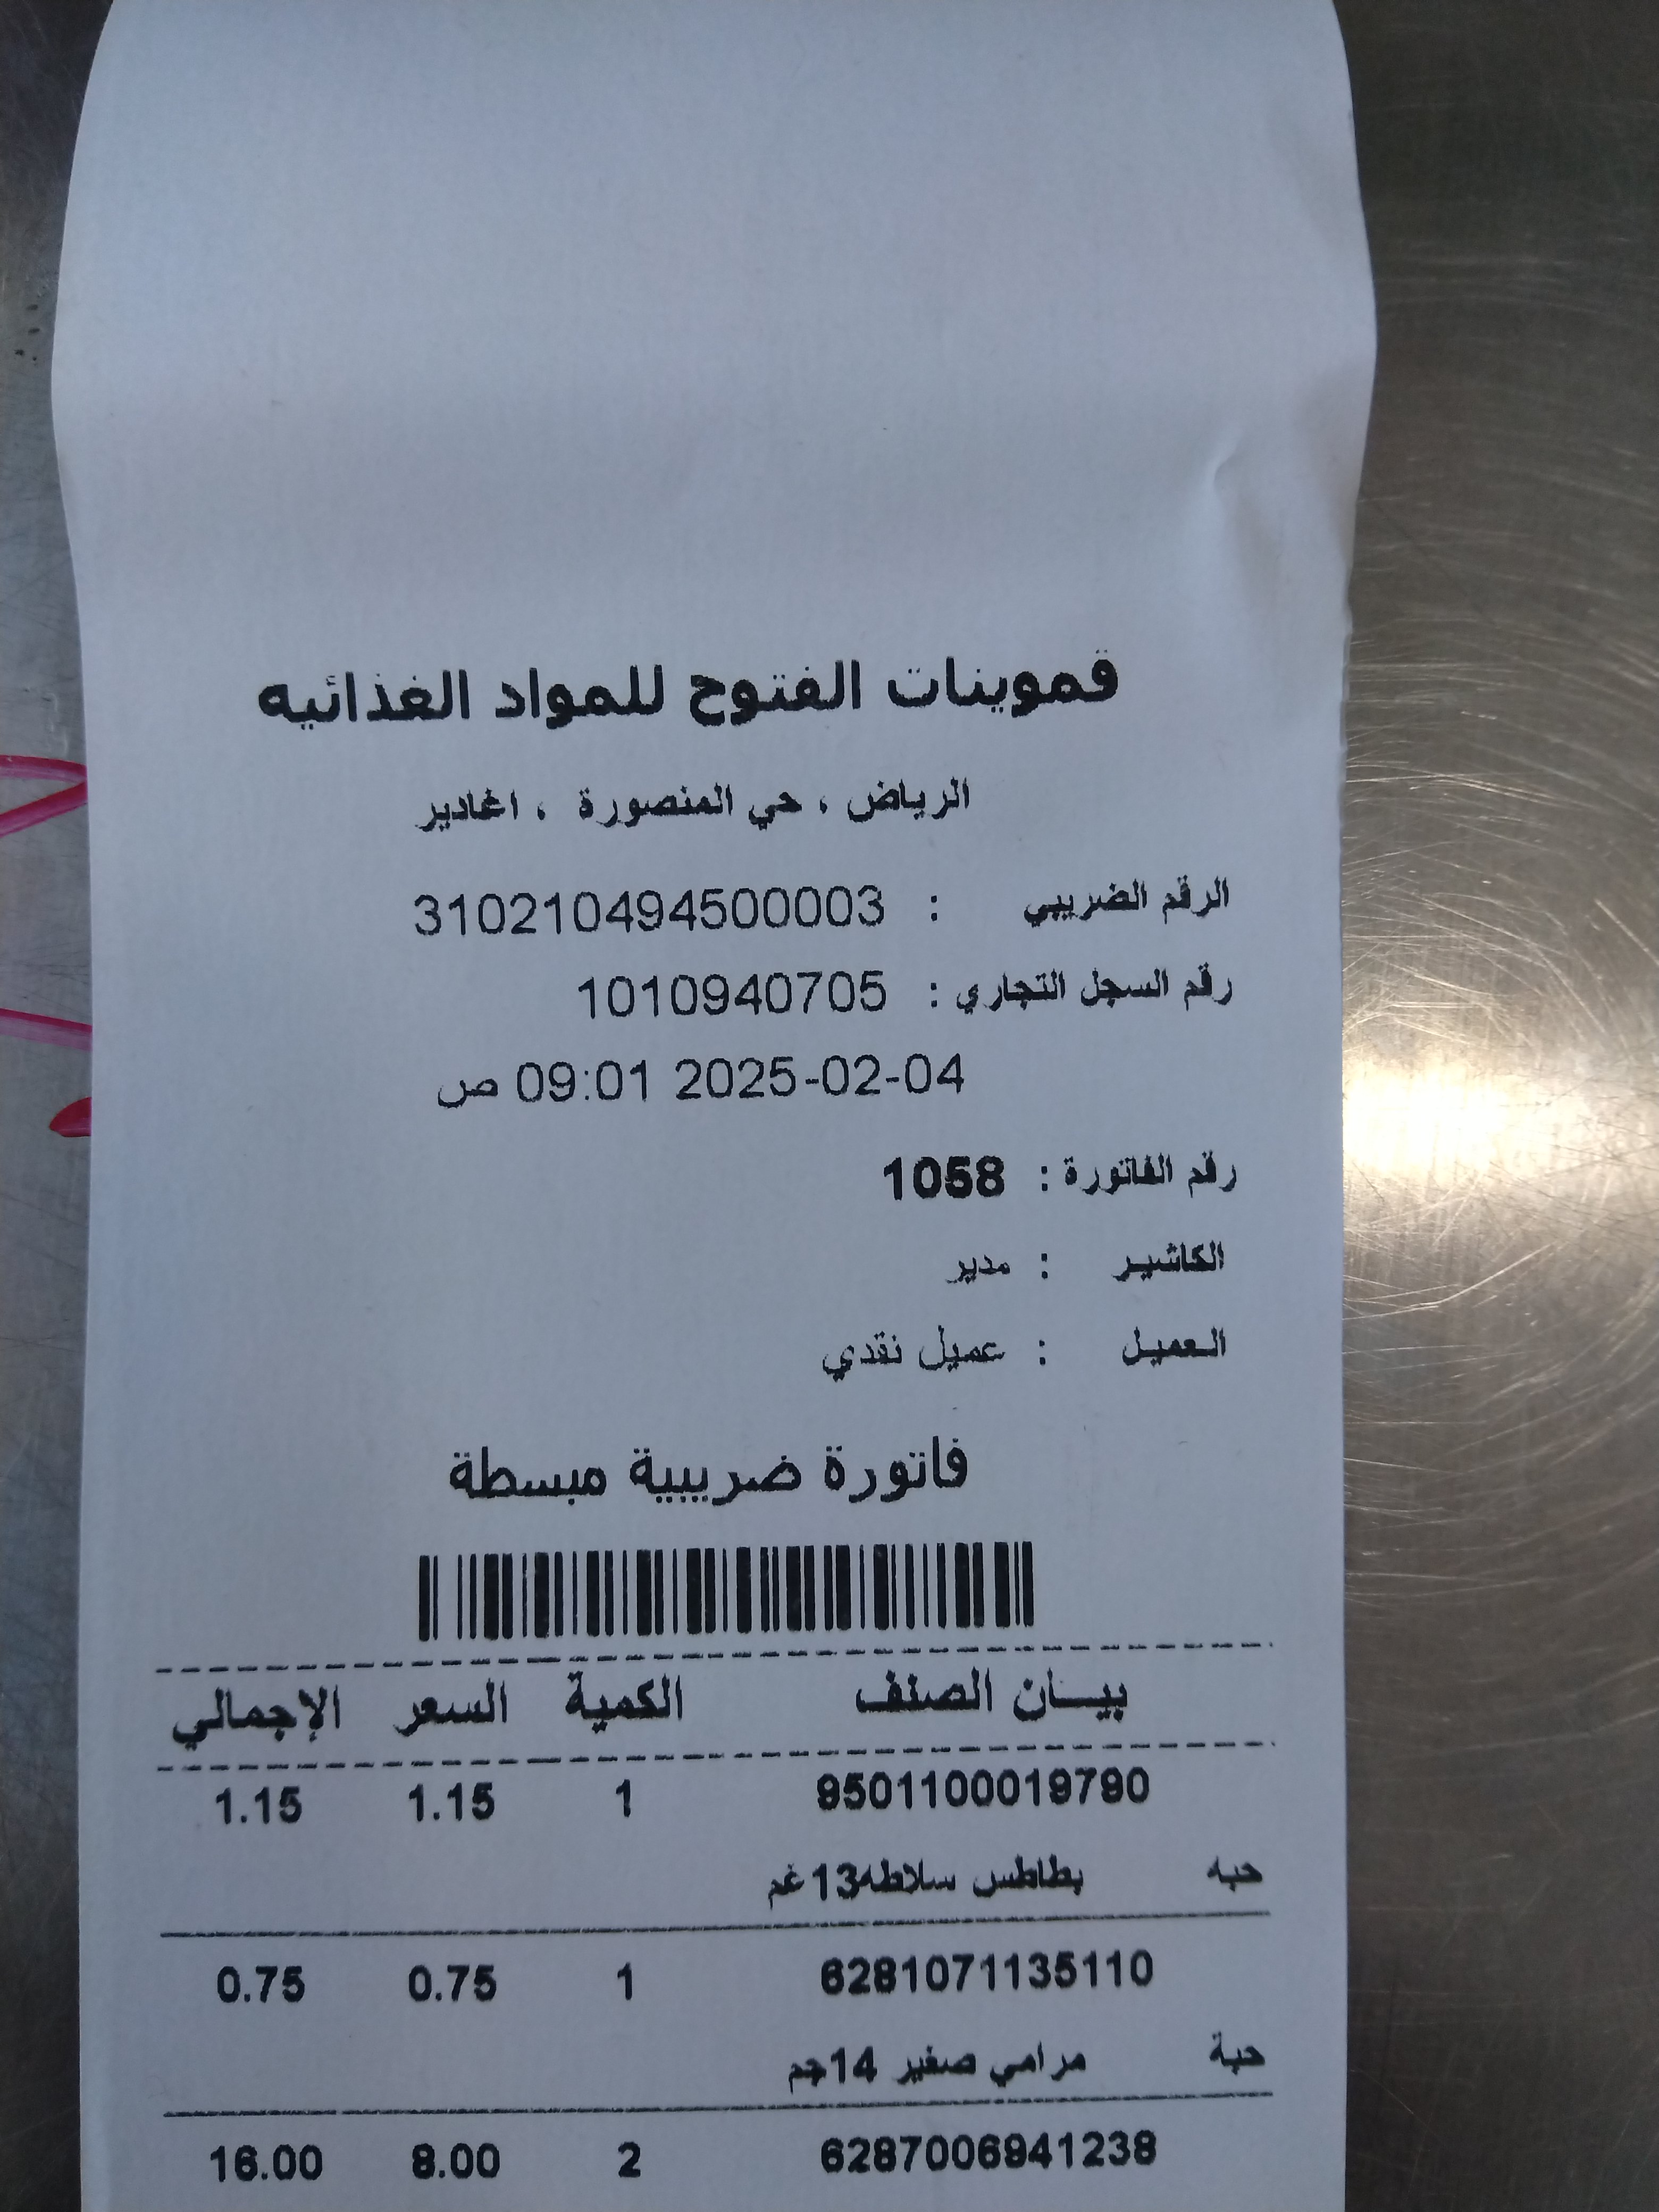 قموينات الفتوح للمواد الغذائيه
الرياض ، حي المنصورة ، اغادير
الرقم الضريبي : 310210494500003
رقم السجل التجاري : 1010940705
2025-02-04 09:01 ص
رقم الفاتورة : 1058
الكاشير : مدير
العميل : عميل نقدي
فاتورة ضريبية مبسطة
بيـــان الصنف الكمية السعر الإجمالي
9501100019790 1 1.15 1.15
حبه بطاطس سلاطه13غم
6281071135110 1 0.75 0.75
حبة مرامي صغير 14جم
6287006941238 2 8.00 16.00